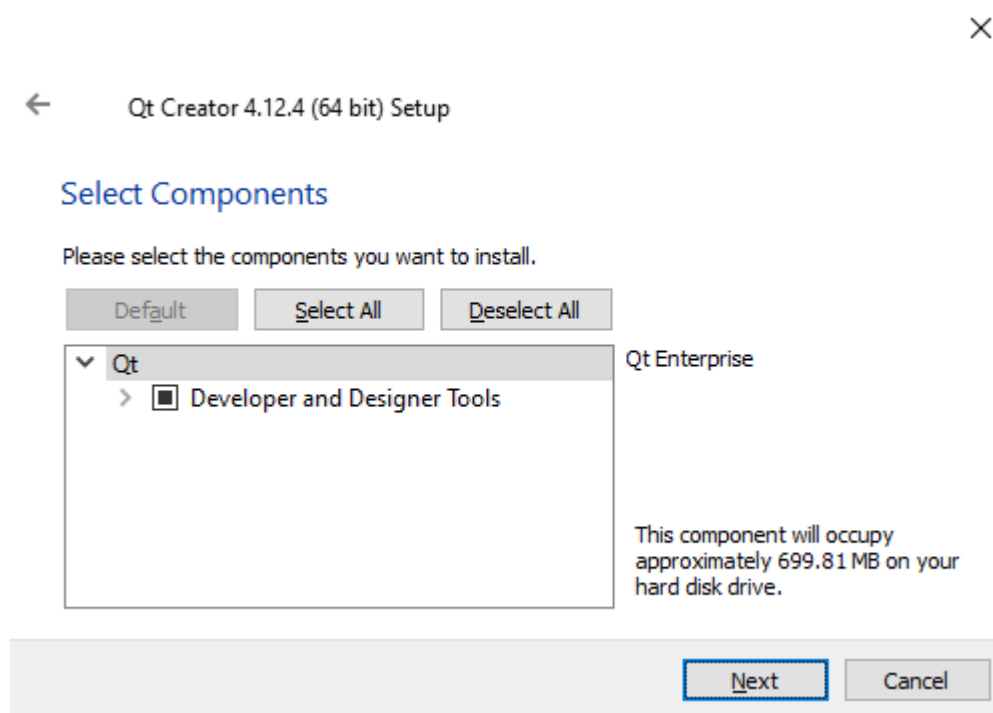 Qt Creator 4.12.4 (64 bit) Setup
Select Components
Please select the components you want to install.
Default Select All Deselect All
Qt
Developer and Designer Tools
Qt Enterprise
This component will occupy
approximately 699.81 MB on your
hard disk drive.
Next Cancel